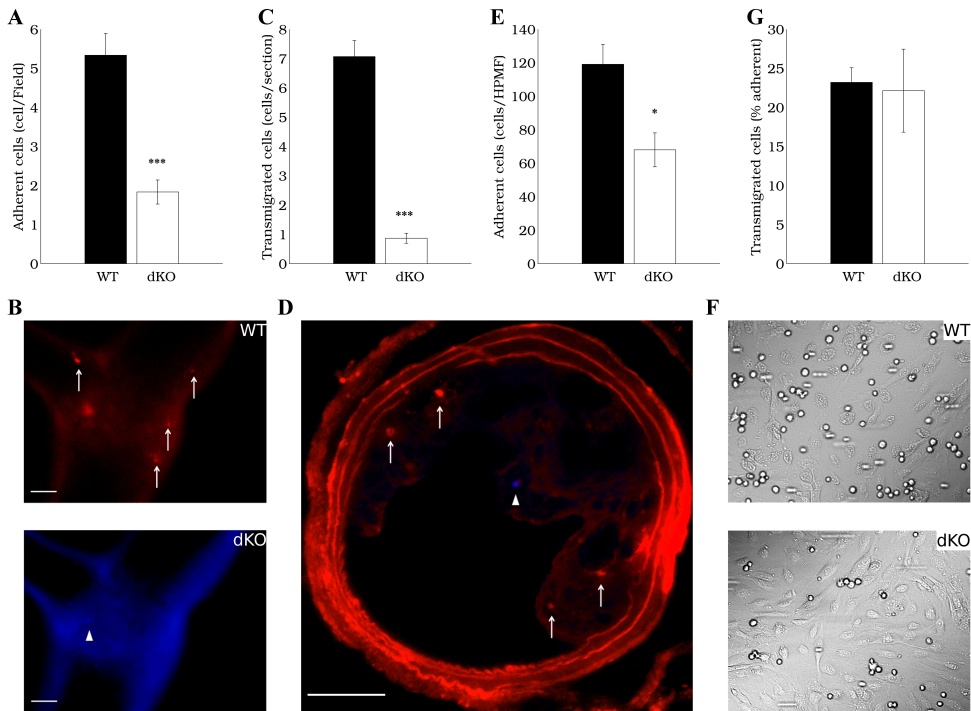 A
Adherent cells (cell/Field)
6
5
4
3
2
1
0
***
WT
dKO
C
Transmigrated cells (cells/section)
8
7
6
5
4
3
2
1
0
***
WT
dKO
E
Adherent cells (cells/HPMF)
140
120
100
80
60
40
20
0
*
WT
dKO
G
Transmigrated cells (% adherent)
30
25
20
15
10
5
0
WT
dKO
B
WT
dKO
D
F
WT
dKO